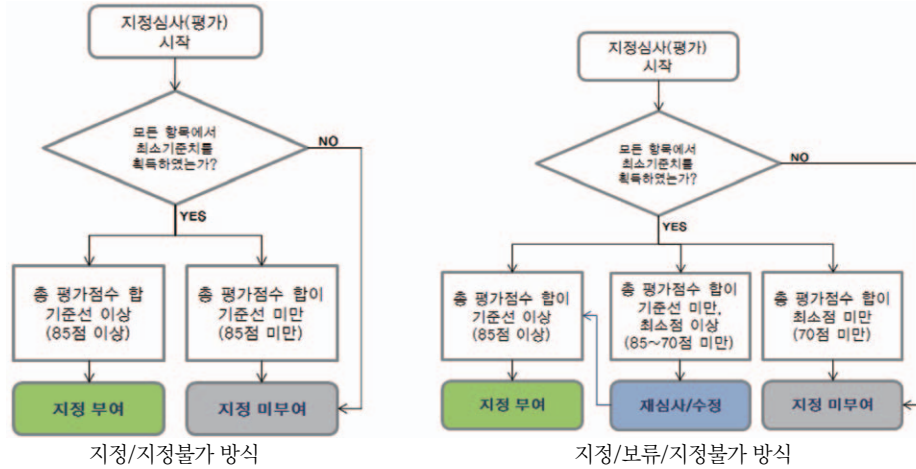 지정심사(평가)
시작
모든 항목에서
최소기준치를
획득하였는가?
NO
YES
총 평가점수 합
기준선 이상
(85점 이상)
총 평가점수 합이
기준선 미만
(85점 미만)
지정 부여
지정 미부여
지정/지정불가 방식
지정심사(평가)
시작
모든 항목에서
최소기준치를
획득하였는가?
NO
YES
총 평가점수 합이
기준선 이상
(85점 이상)
총 평가점수 합이
기준선 미만,
최소점 이상
(85~70점 미만)
총 평가점수 합이
최소점 미만
(70점 미만)
지정 부여
재심사/수정
지정 미부여
지정/보류/지정불가 방식